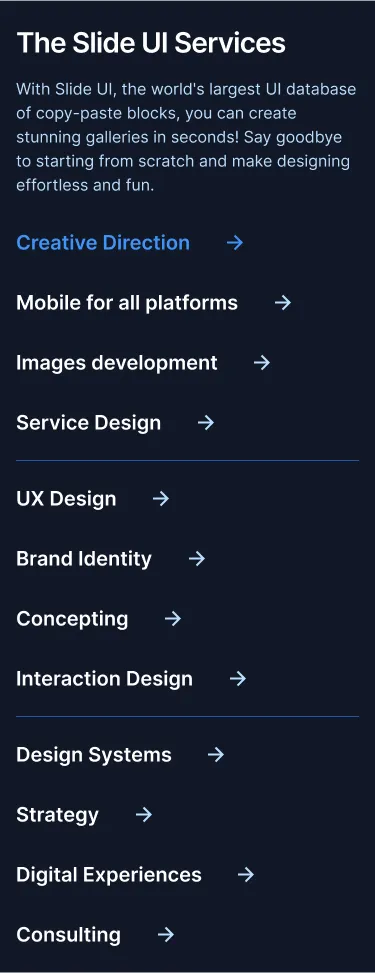 The Slide UI Services
With Slide UI, the world's largest UI database
of copy-paste blocks, you can create
stunning galleries in seconds! Say goodbye
to starting from scratch and make designing
effortless and fun.
Creative Direction →
Mobile for all platforms →
Images development →
Service Design →
UX Design →
Brand Identity →
Concepting →
Interaction Design →
Design Systems →
Strategy →
Digital Experiences →
Consulting →